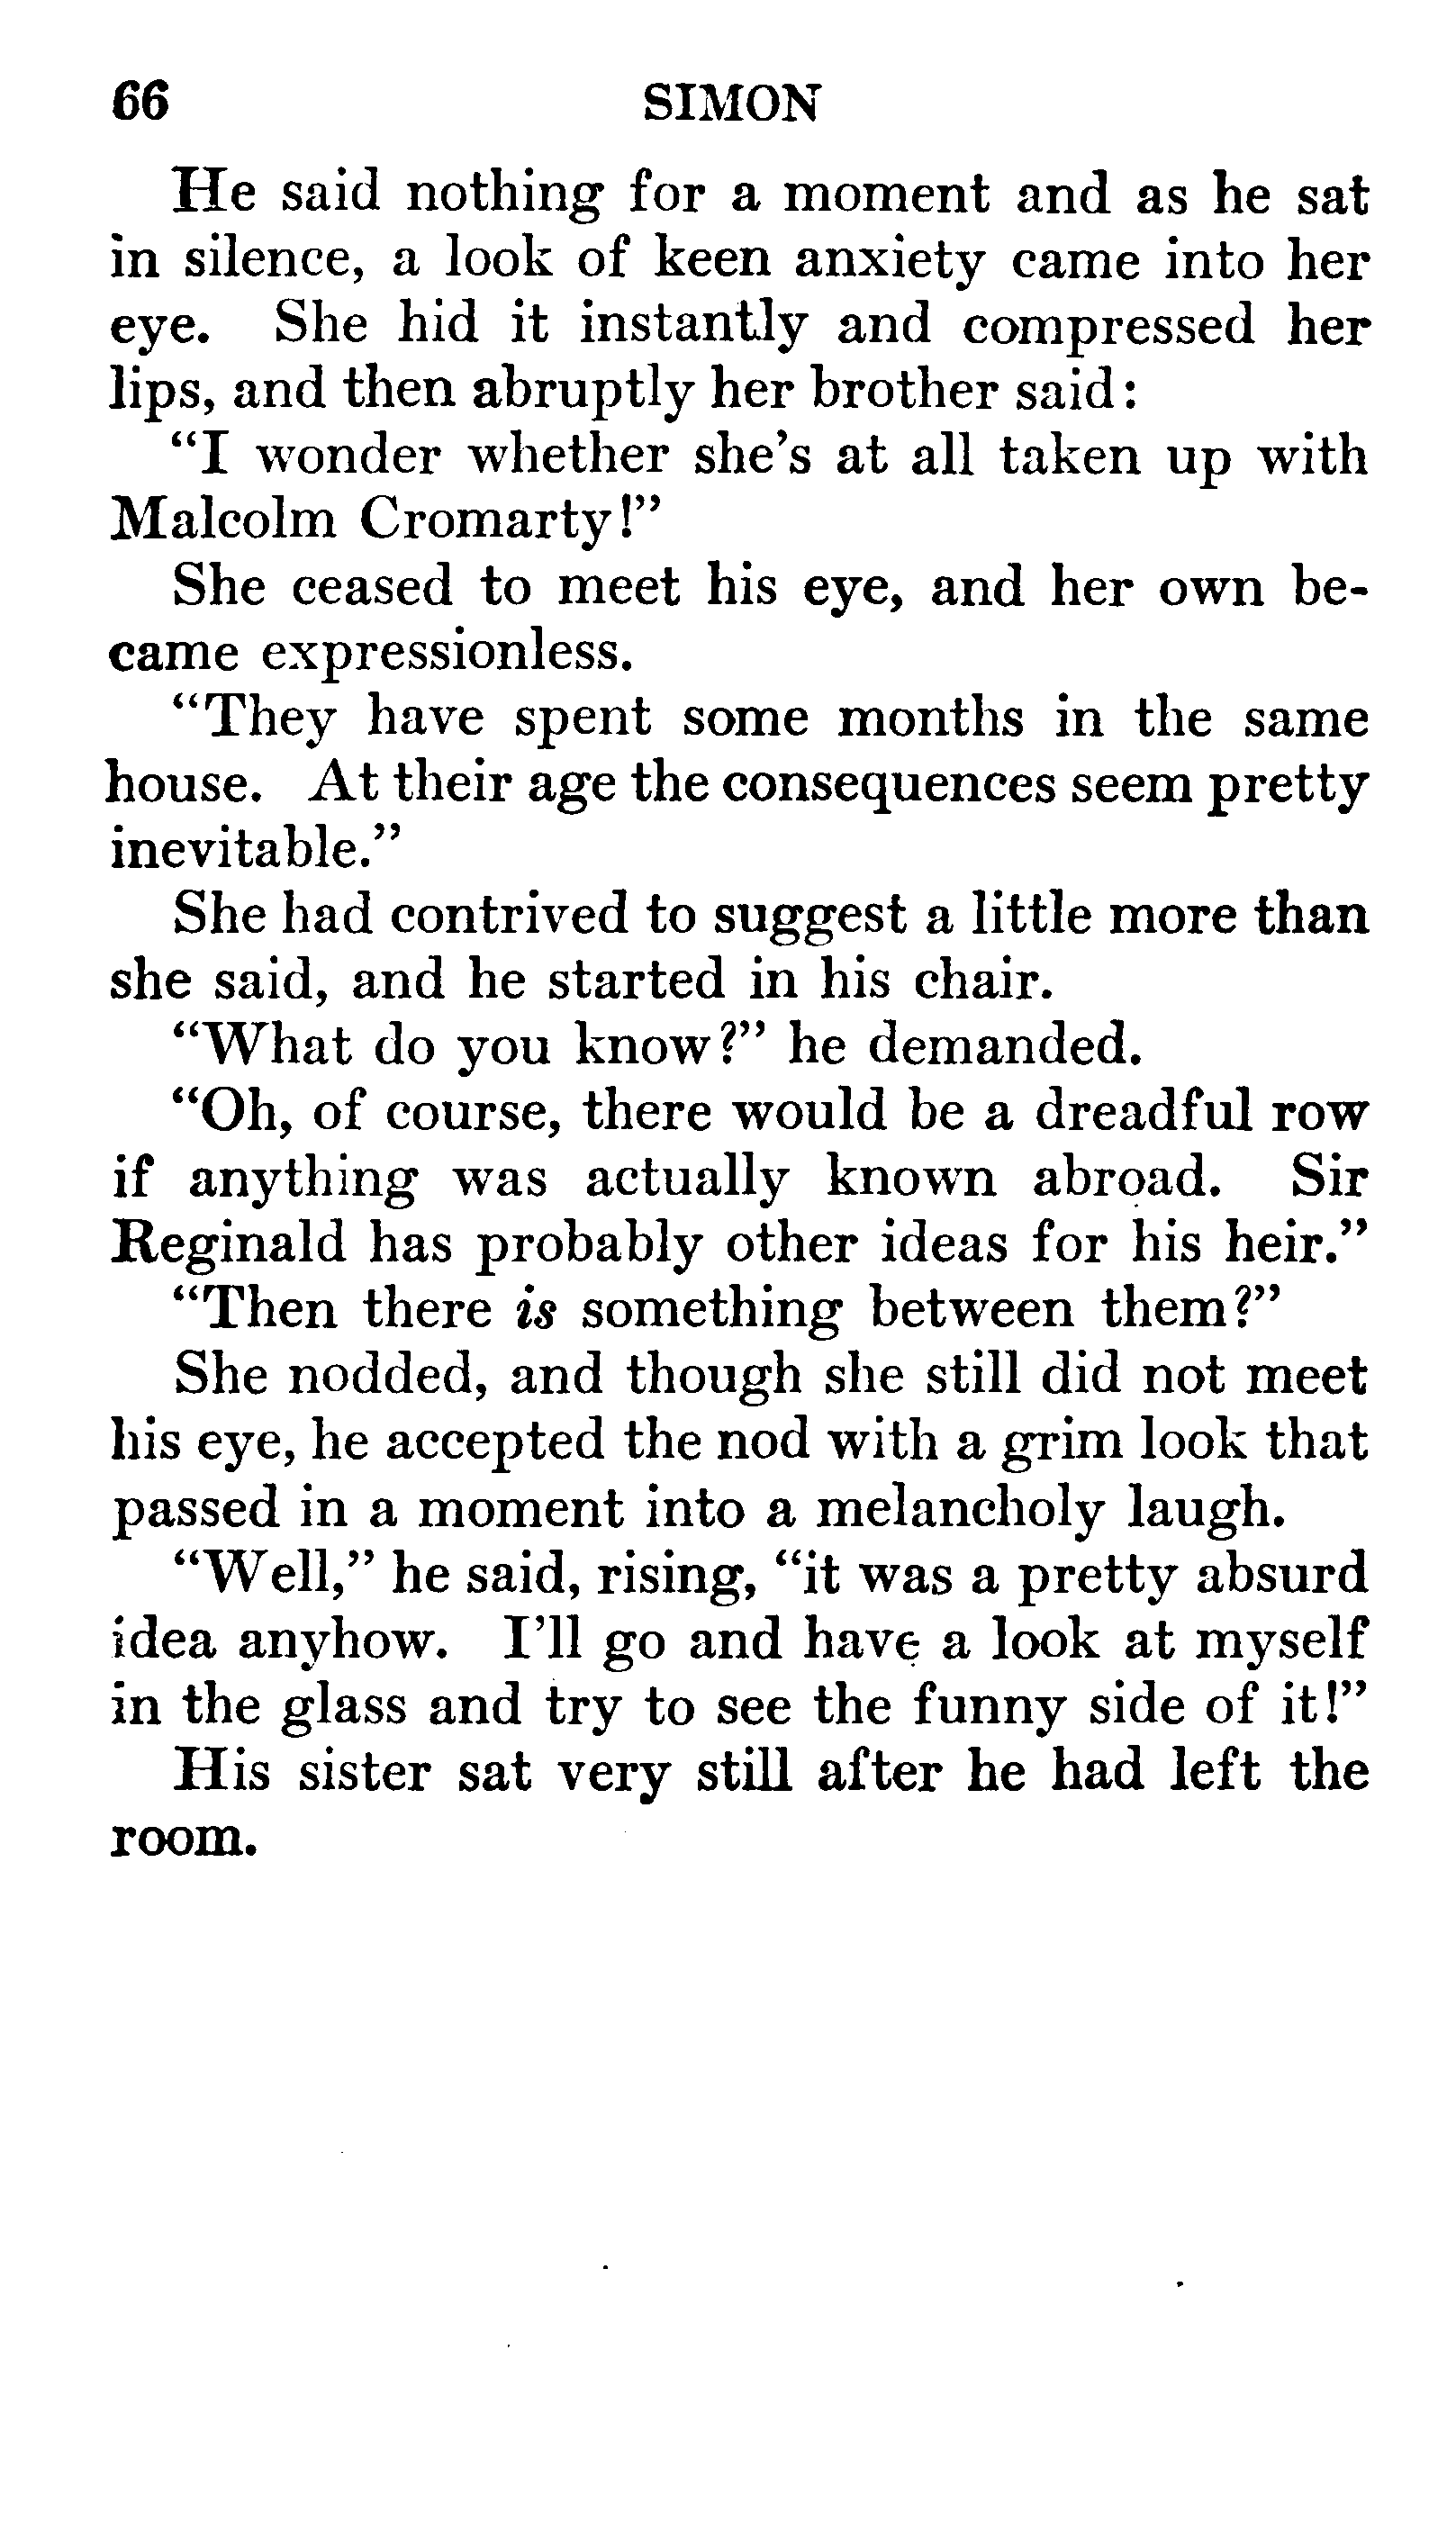 66 SIMON
He said nothing for a moment and as he sat
in silence, a look of keen anxiety came into her
eye. She hid it instantly and compressed her
lips, and then abruptly her brother said:
“I wonder whether she’s at all taken up with
Malcolm Cromarty!”
She ceased to meet his eye, and her own be-
came expressionless.
“They have spent some months in the same
house. At their age the consequences seem pretty
inevitable.”
She had contrived to suggest a little more than
she said, and he started in his chair.
“What do you know?” he demanded.
“Oh, of course, there would be a dreadful row
if anything was actually known abroad. Sir
Reginald has probably other ideas for his heir.”
“Then there is something between them?”
She nodded, and though she still did not meet
his eye, he accepted the nod with a grim look that
passed in a moment into a melancholy laugh.
“Well,” he said, rising, “it was a pretty absurd
idea anyhow. I’ll go and have a look at myself
in the glass and try to see the funny side of it!”
His sister sat very still after he had left the
room.